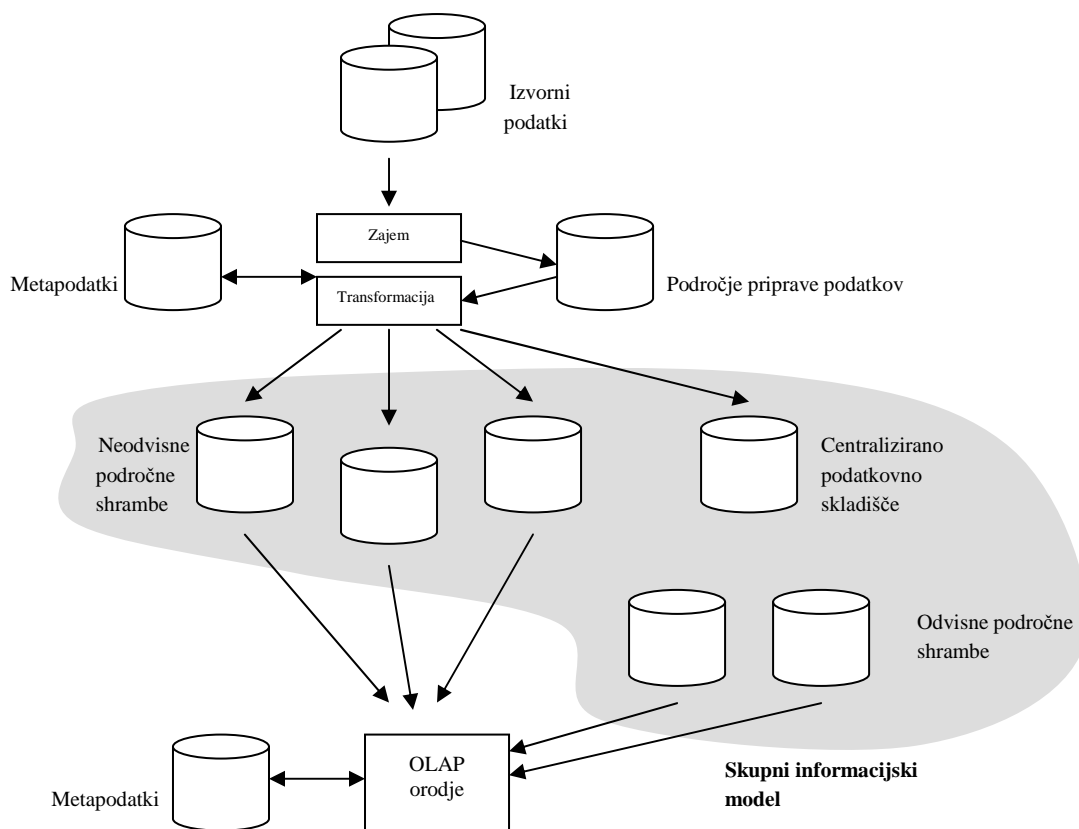 Izvorni
podatki
Zajem
Metapodatki
Transformacija
Področje priprave podatkov
Neodvisne
področne
shrambe
Centralizirano
podatkovno
skladišče
Odvisne področne
shrambe
OLAP
orodje
Skupni informacijski
model
Metapodatki